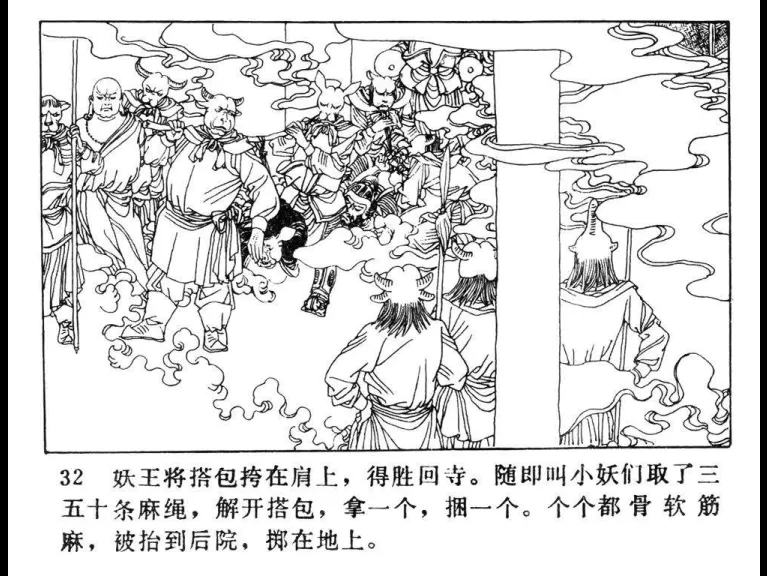 32 妖王将搭包挎在肩上，得胜回寺。随即叫小妖们取了三
五十条麻绳，解开搭包，拿一个，捆一个。个个都骨软筋
麻，被抬到后院，掷在地上。